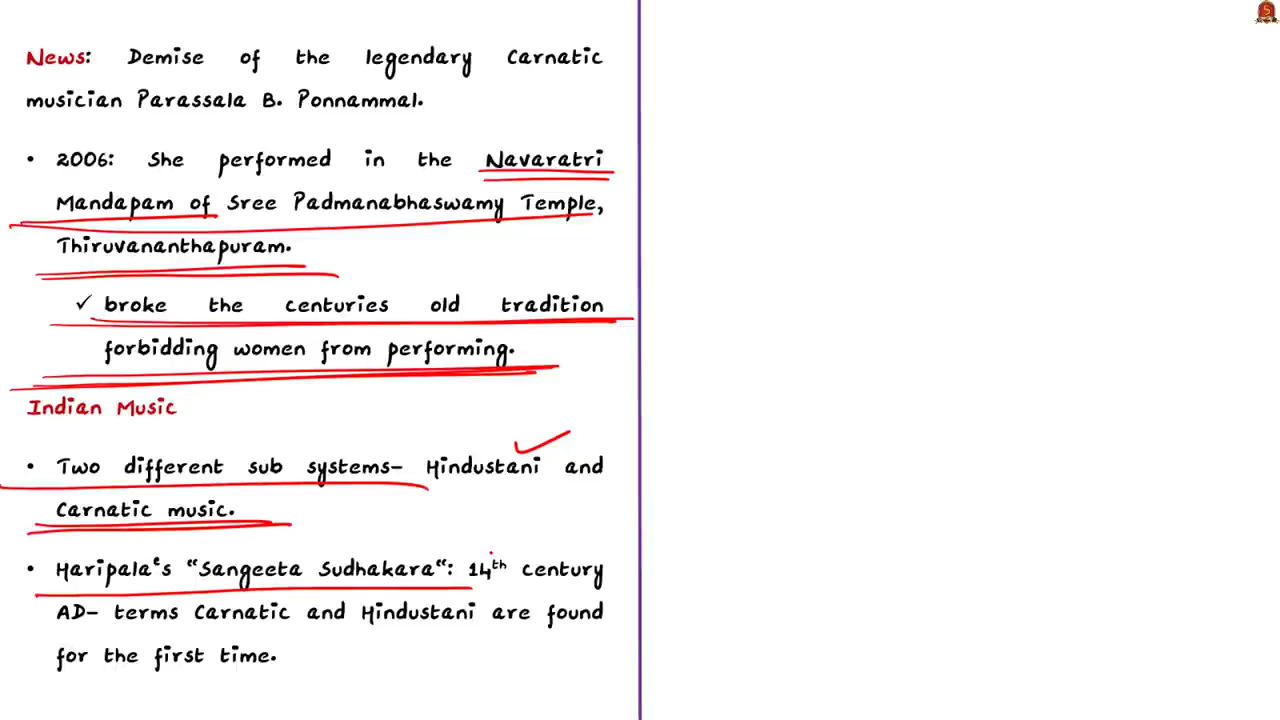 News: Demise of the legendary Carnatic
musician Parassala B. Ponnammal.
• 2006: She performed in the Navaratri
Mandapam of Sree Padmanabhaswamy Temple,
Thiruvananthapuram.
✓ broke the centuries old tradition
forbidding women from performing.
Indian Music
• Two different sub systems- Hindustani and
Carnatic music.
• Haripala‘s “Sangeeta Sudhakara“: 14th century
AD- terms Carnatic and Hindustani are found
for the first time.